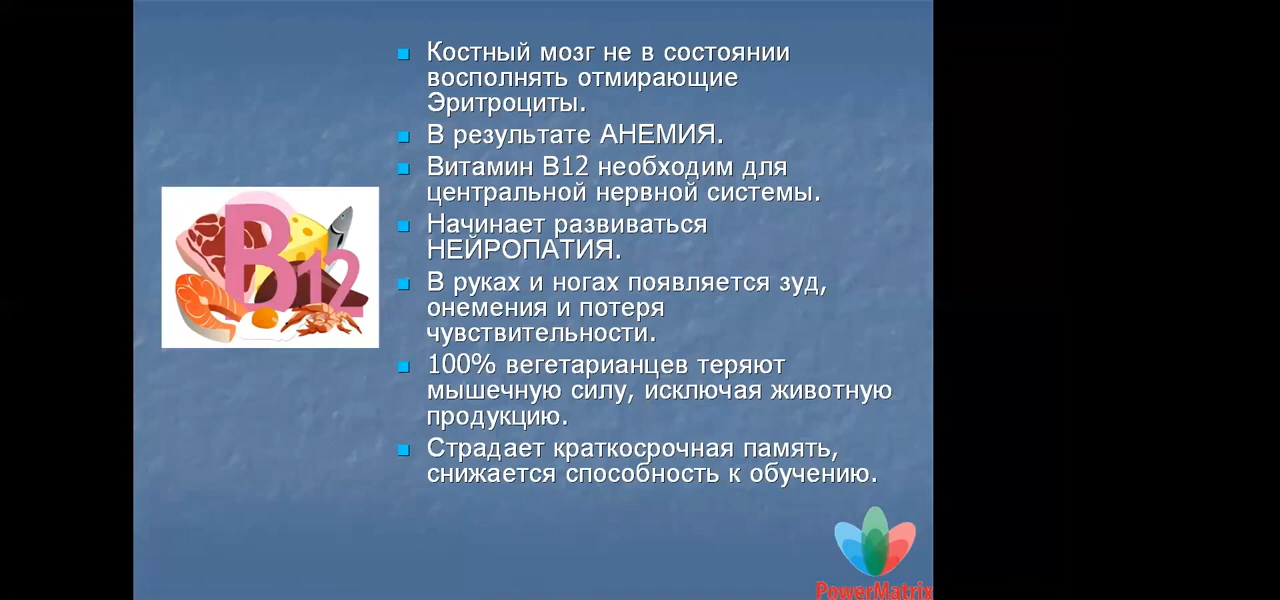 Костный мозг не в состоянии
восполнять отмирающие
Эритроциты.
В результате АНЕМИЯ.
Витамин В12 необходим для
центральной нервной системы.
Начинает развиваться
НЕЙРОПАТИЯ.
В руках и ногах появляется зуд,
онемения и потеря
чувствительности.
100% вегетарианцев теряют
мышечную силу, исключая животную
продукцию.
Страдает краткосрочная память,
снижается способность к обучению.
B12
PowerMatrix